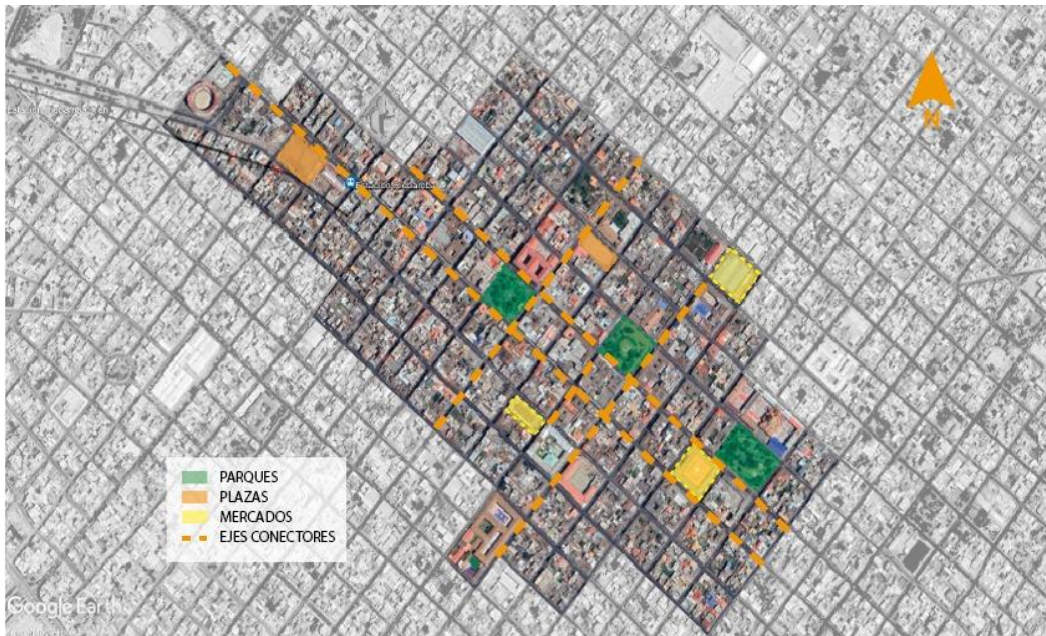 N
PARQUES
PLAZAS
MERCADOS
EJES CONECTORES
Google Earth